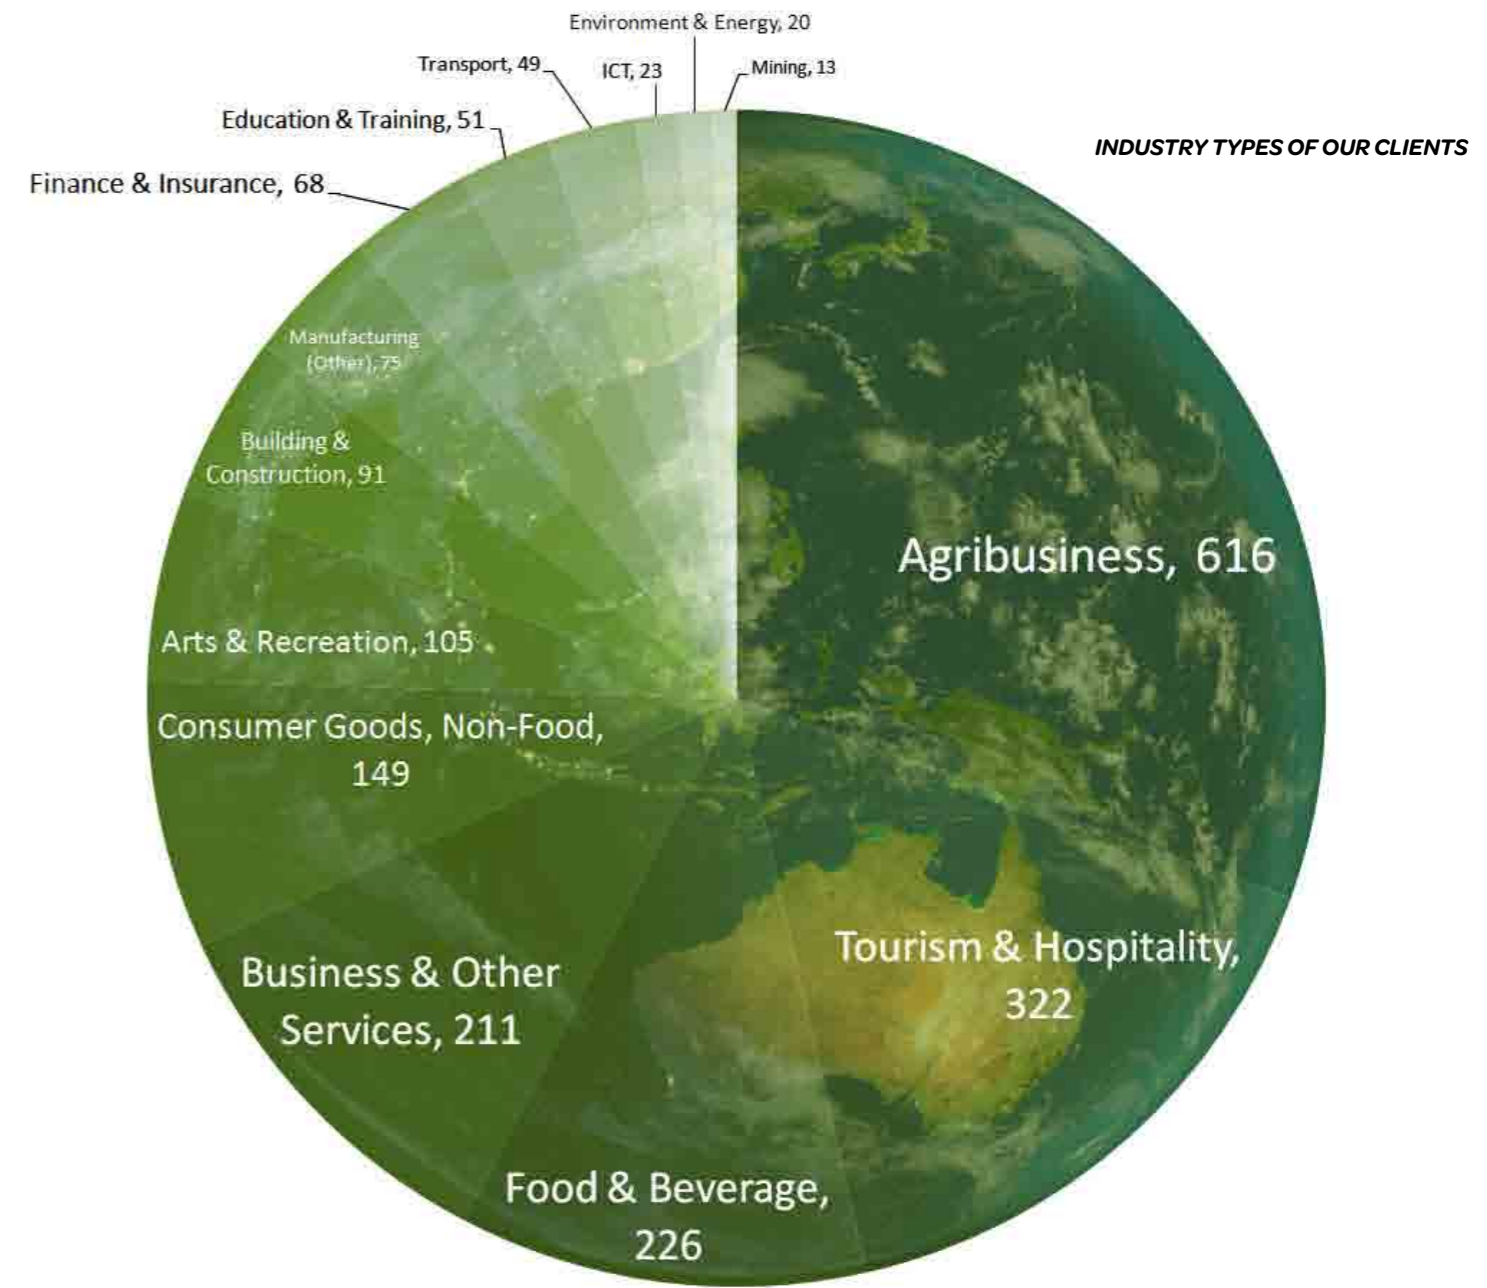 Environment & Energy, 20
Transport, 49
ICT, 23
Mining, 13
Education & Training, 51
INDUSTRY TYPES OF OUR CLIENTS
Finance & Insurance, 68
Manufacturing
(Other), 75
Building &
Construction, 91
Agribusiness, 616
Arts & Recreation, 105
Consumer Goods, Non-Food,
149
Tourism & Hospitality,
322
Business & Other
Services, 211
Food & Beverage,
226